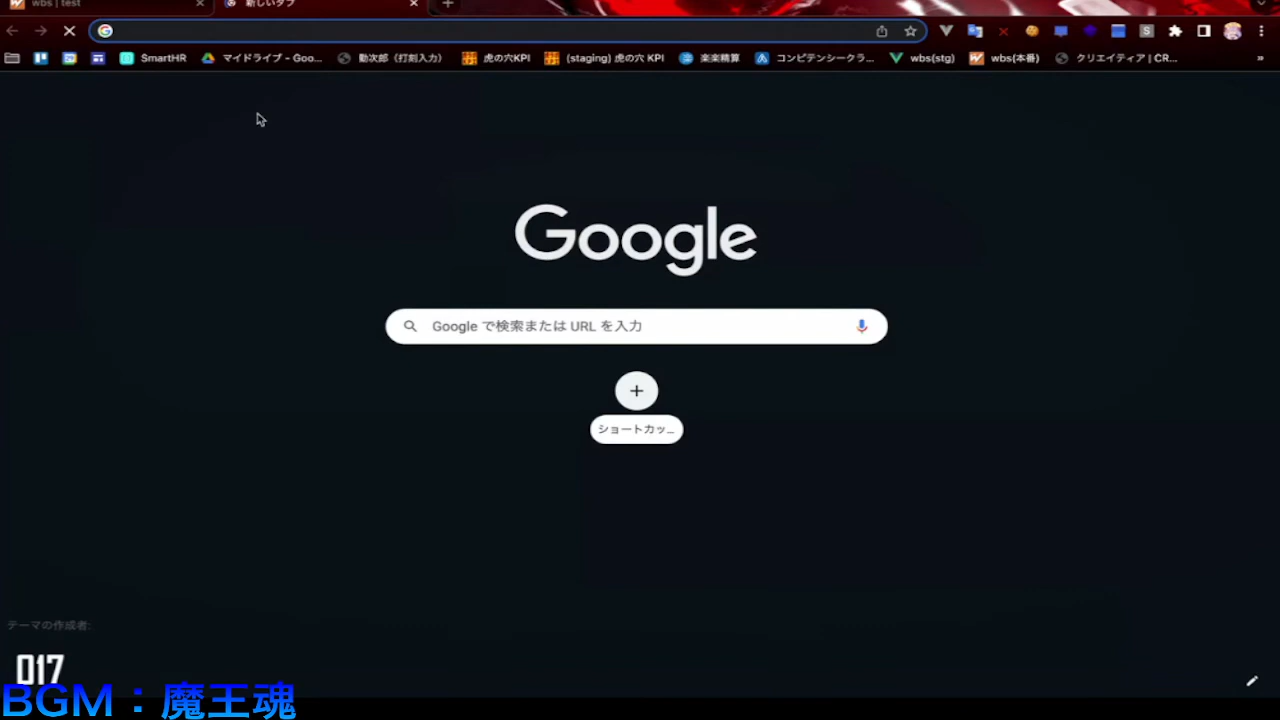 wbs | test
新しいタブ
SmartHR マイドライブ - Goo... 勤次郎（打刻入力） 虎の穴KPI (staging) 虎の穴 KPI 楽楽精算 コンピテンシークラ... wbs(stg) wbs(本番) クリエイティア | CR... »
Google
Google で検索または URL を入力
ショートカッ...
テーマの作成者:
017
BGM：魔王魂